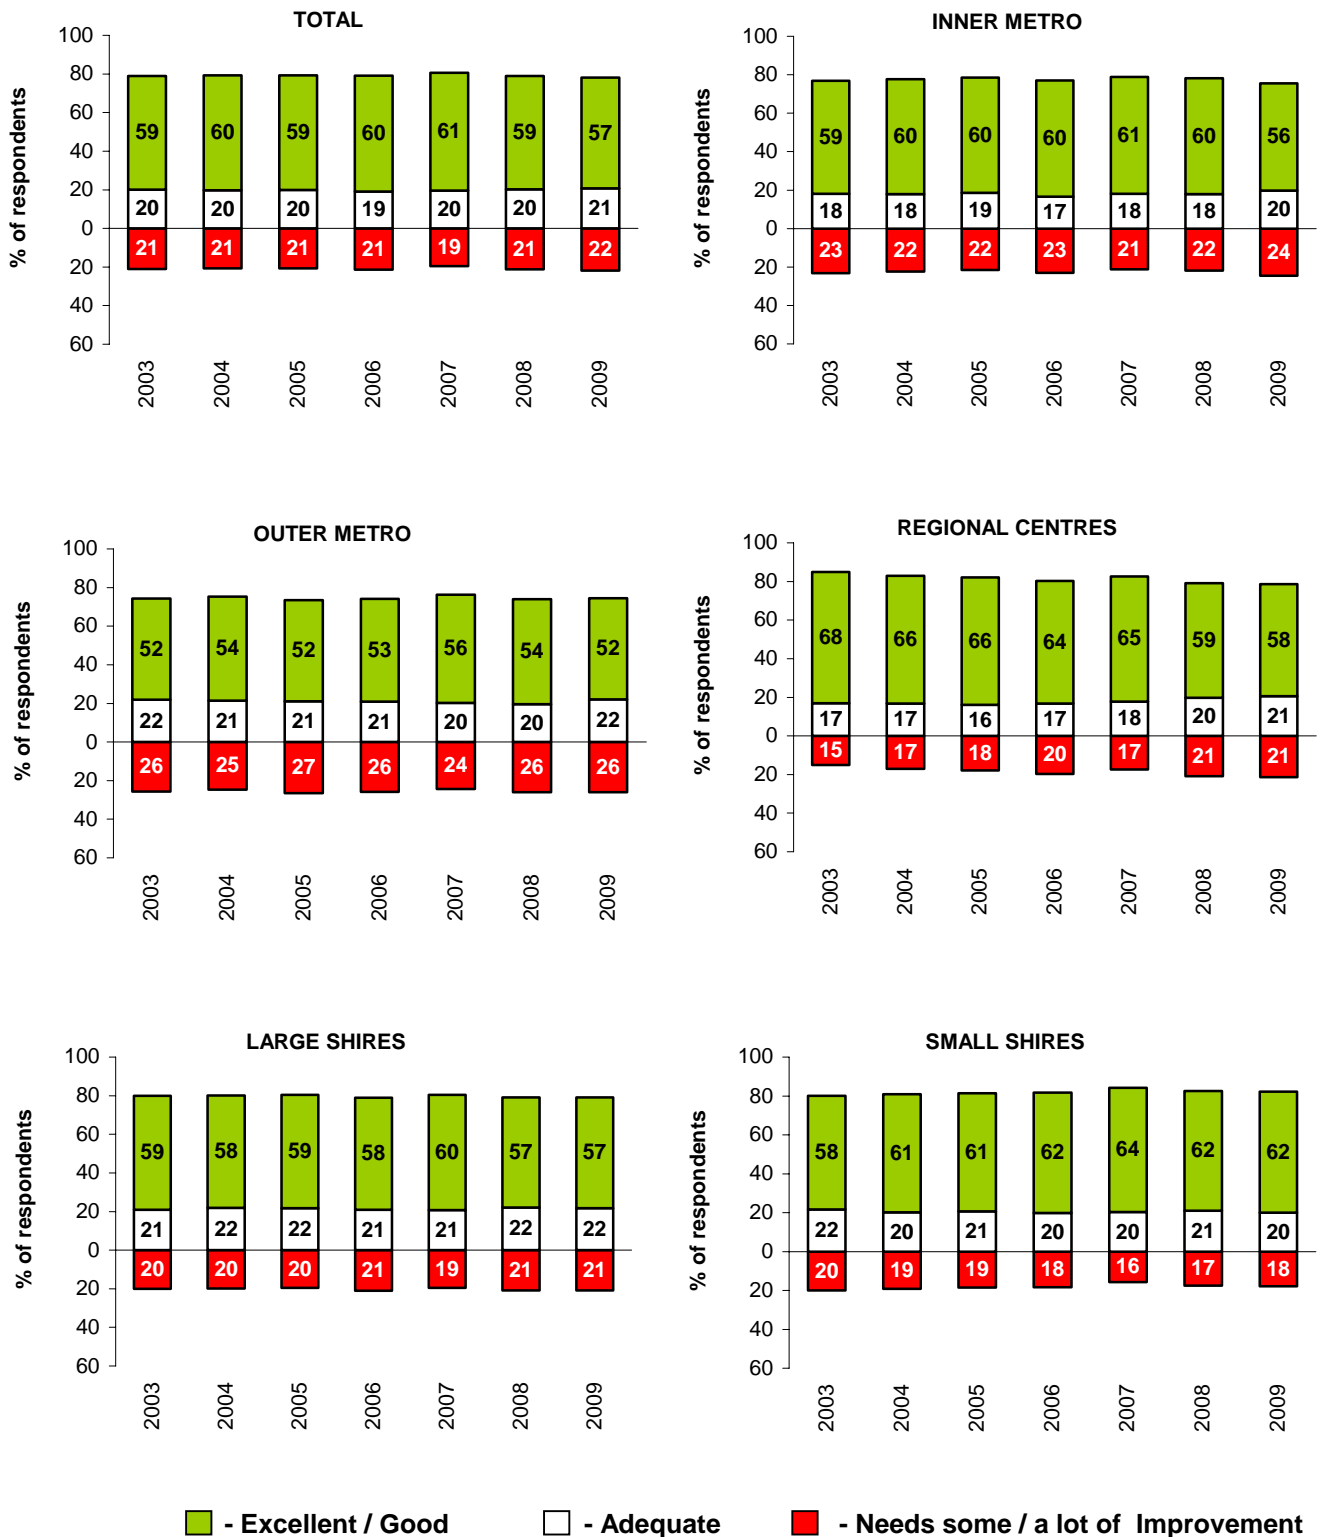 TOTAL
100
80
60
40
20
0
20
40
60
% of respondents
59 60 59 60 61 59 57
20 20 20 19 20 20 21
21 21 21 21 19 21 22
2003 2004 2005 2006 2007 2008 2009
INNER METRO
100
80
60
40
20
0
20
40
60
% of respondents
59 60 60 60 61 60 56
18 18 19 17 18 18 20
23 22 22 23 21 22 24
2003 2004 2005 2006 2007 2008 2009
OUTER METRO
100
80
60
40
20
0
20
40
60
% of respondents
52 54 52 53 56 54 52
22 21 21 21 20 20 22
26 25 27 26 24 26 26
2003 2004 2005 2006 2007 2008 2009
REGIONAL CENTRES
100
80
60
40
20
0
20
40
60
% of respondents
68 66 66 64 65 59 58
17 17 16 17 18 20 21
15 17 18 20 17 21 21
2003 2004 2005 2006 2007 2008 2009
LARGE SHIRES
100
80
60
40
20
0
20
40
60
% of respondents
59 58 59 58 60 57 57
21 22 22 21 21 22 22
20 20 20 21 19 21 21
2003 2004 2005 2006 2007 2008 2009
SMALL SHIRES
100
80
60
40
20
0
20
40
60
% of respondents
58 61 61 62 64 62 62
22 20 21 20 20 21 20
20 19 19 18 16 17 18
2003 2004 2005 2006 2007 2008 2009
- Excellent / Good - Adequate - Needs some / a lot of Improvement